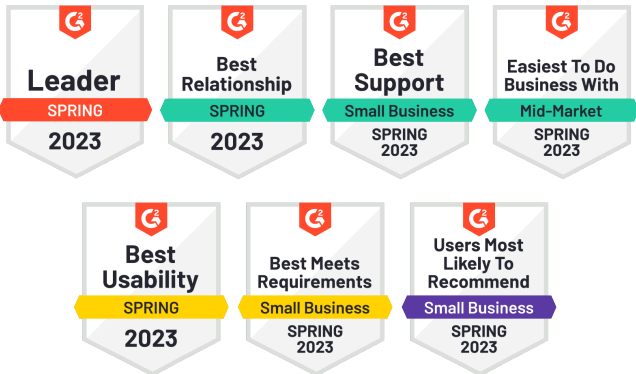 G2
Leader
SPRING
2023
G2
Best
Relationship
SPRING
2023
G2
Best
Support
Small Business
SPRING
2023
G2
Easiest To Do
Business With
Mid-Market
SPRING
2023
G2
Best
Usability
SPRING
2023
G2
Best Meets
Requirements
Small Business
SPRING
2023
G2
Users Most
Likely To
Recommend
Small Business
SPRING
2023